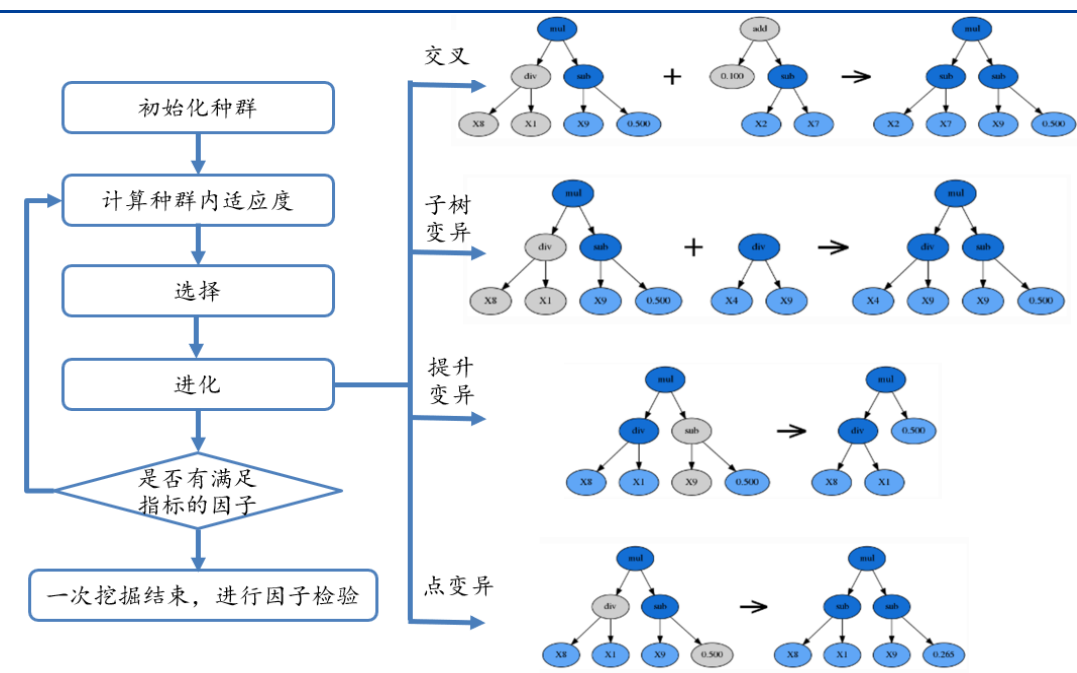 初始化种群
计算种群内适应度
选择
进化
是否有满足
指标的因子
一次挖掘结束，进行因子检验
交叉
mul
div
sub
X8
X1
X9
0.500
+
add
0.100
sub
X2
X7
mul
sub
sub
X2
X7
X9
0.500
子树
变异
mul
div
sub
X8
X1
X9
0.500
+
div
X4
X9
mul
div
sub
X4
X9
X9
0.500
提升
变异
mul
div
sub
X8
X1
X9
0.500
mul
div
0.500
X8
X1
点变异
mul
div
sub
X8
X1
X9
0.500
mul
sub
sub
X8
X1
X9
0.265